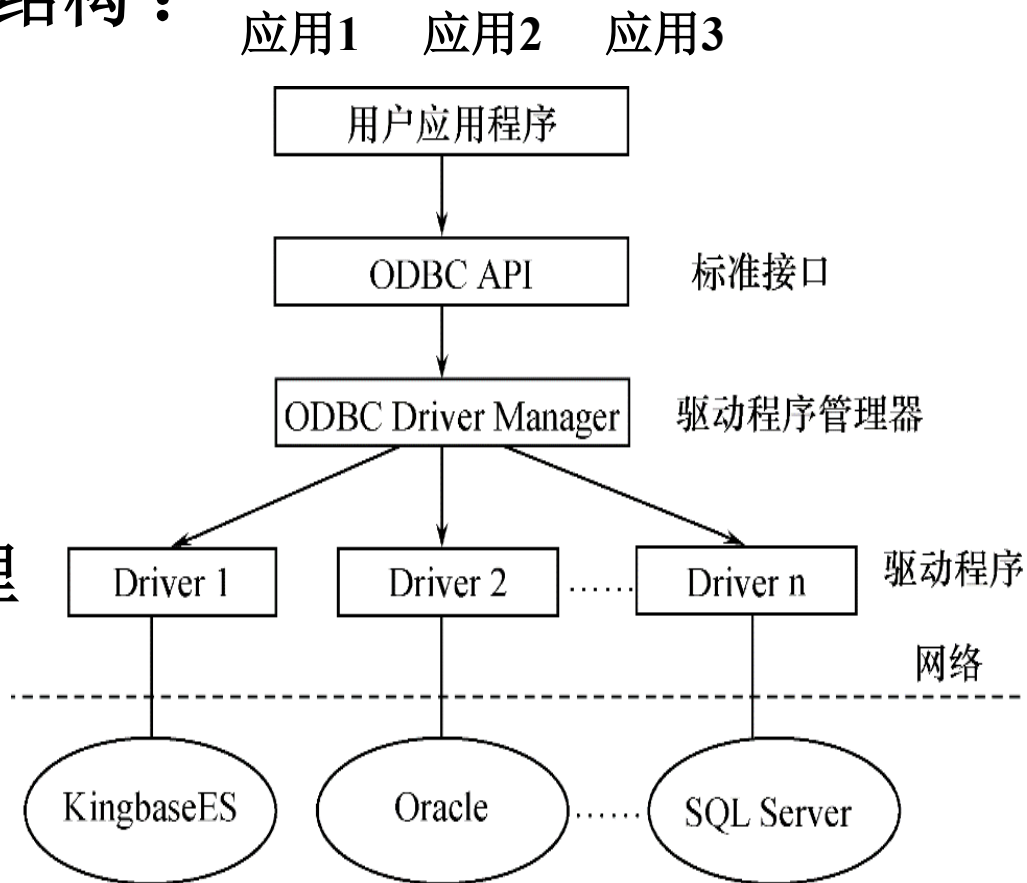 结构：
应用1 应用2 应用3
用户应用程序
ODBC API 标准接口
ODBC Driver Manager 驱动程序管理器
理 Driver 1 Driver 2 ...... Driver n 驱动程序
网络
KingbaseES Oracle ...... SQL Server